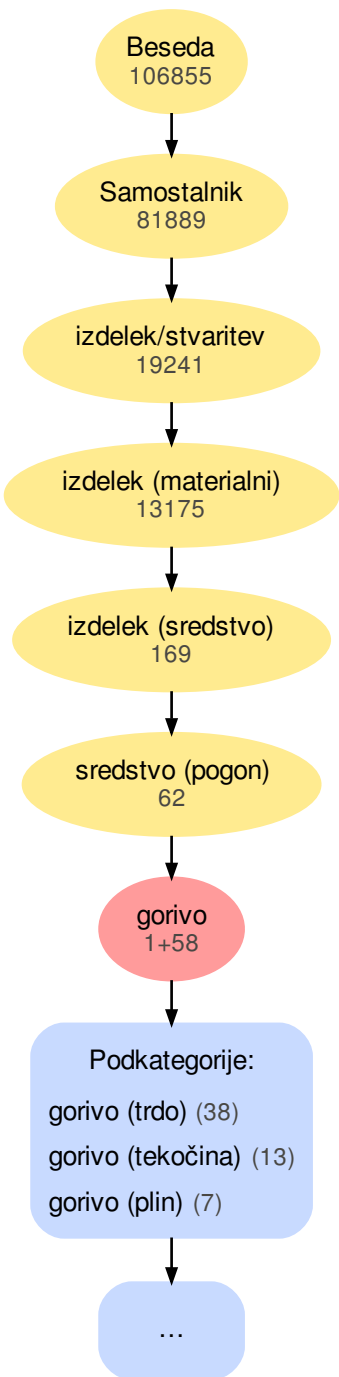 Beseda
106855
Samostalnik
81889
izdelek/stvaritev
19241
izdelek (materialni)
13175
izdelek (sredstvo)
169
sredstvo (pogon)
62
gorivo
1+58
Podkategorije:
gorivo (trdo) (38)
gorivo (tekočina) (13)
gorivo (plin) (7)
...